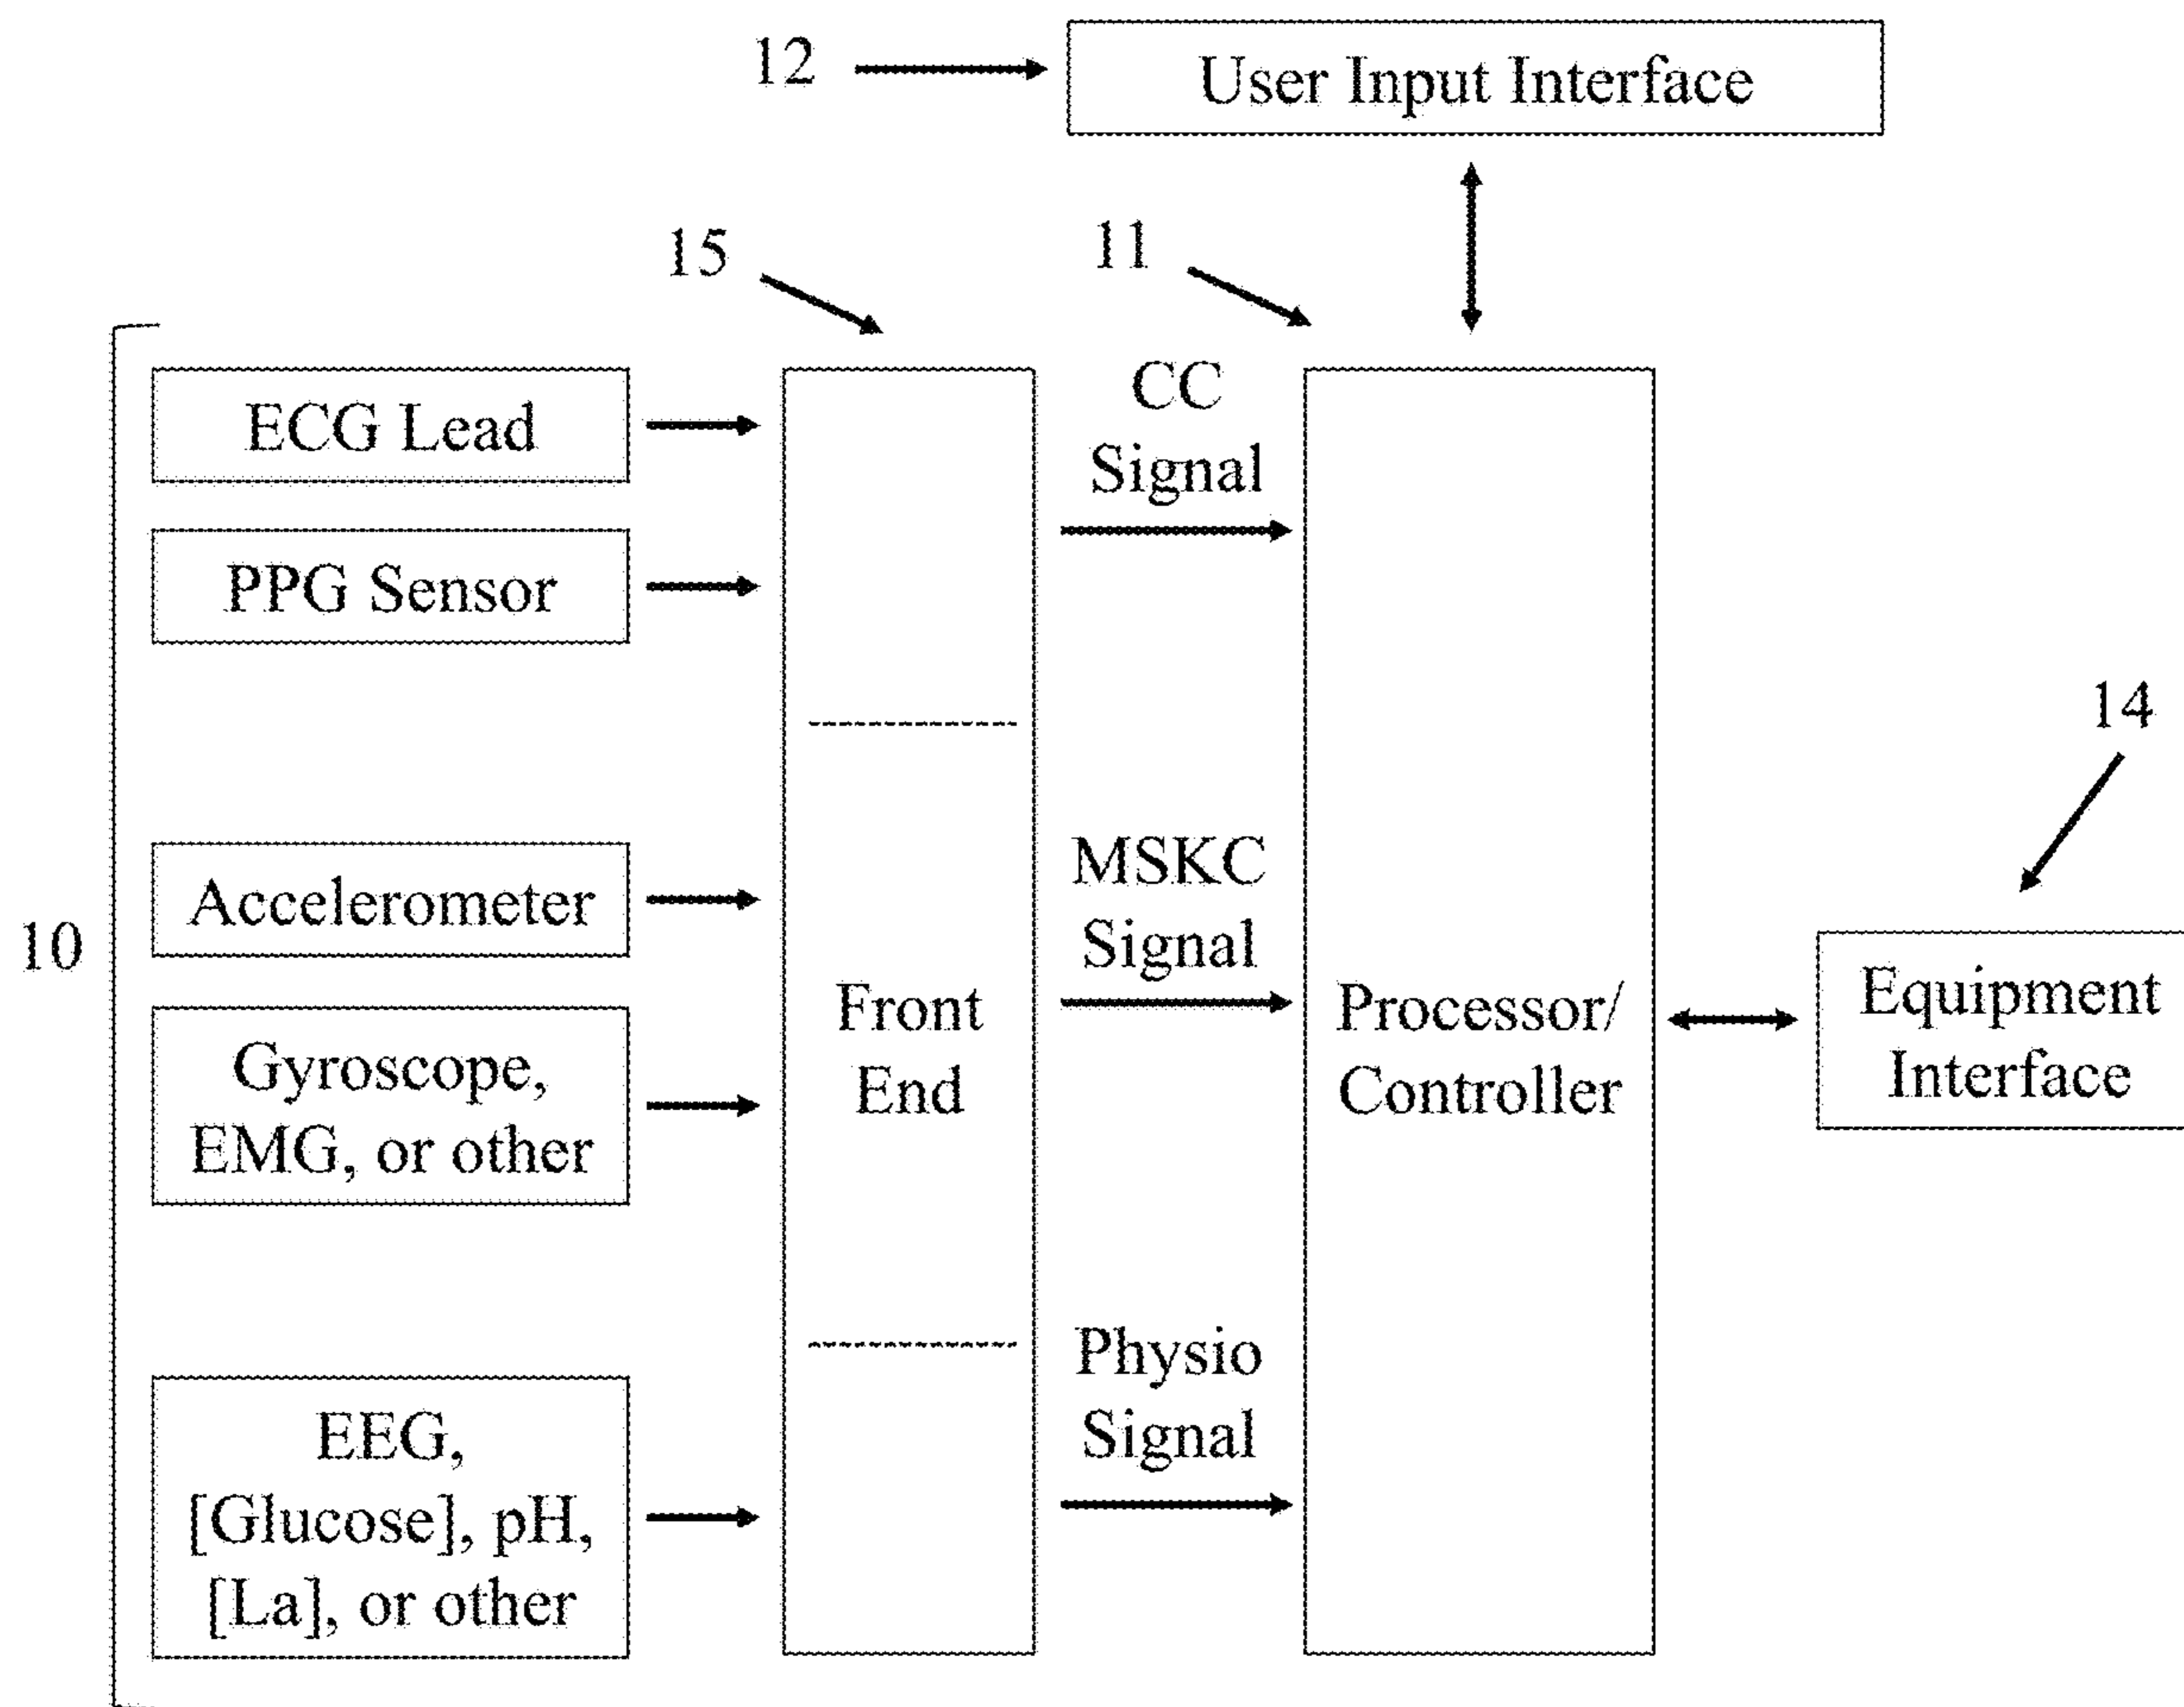 12
User Input Interface
15
11
10
ECG Lead
PPG Sensor
Accelerometer
Gyroscope,
EMG, or other
EEG,
[Glucose], pH,
[La], or other
Front
End
CC
Signal
MSKC
Signal
Physio
Signal
Processor/
Controller
14
Equipment
Interface